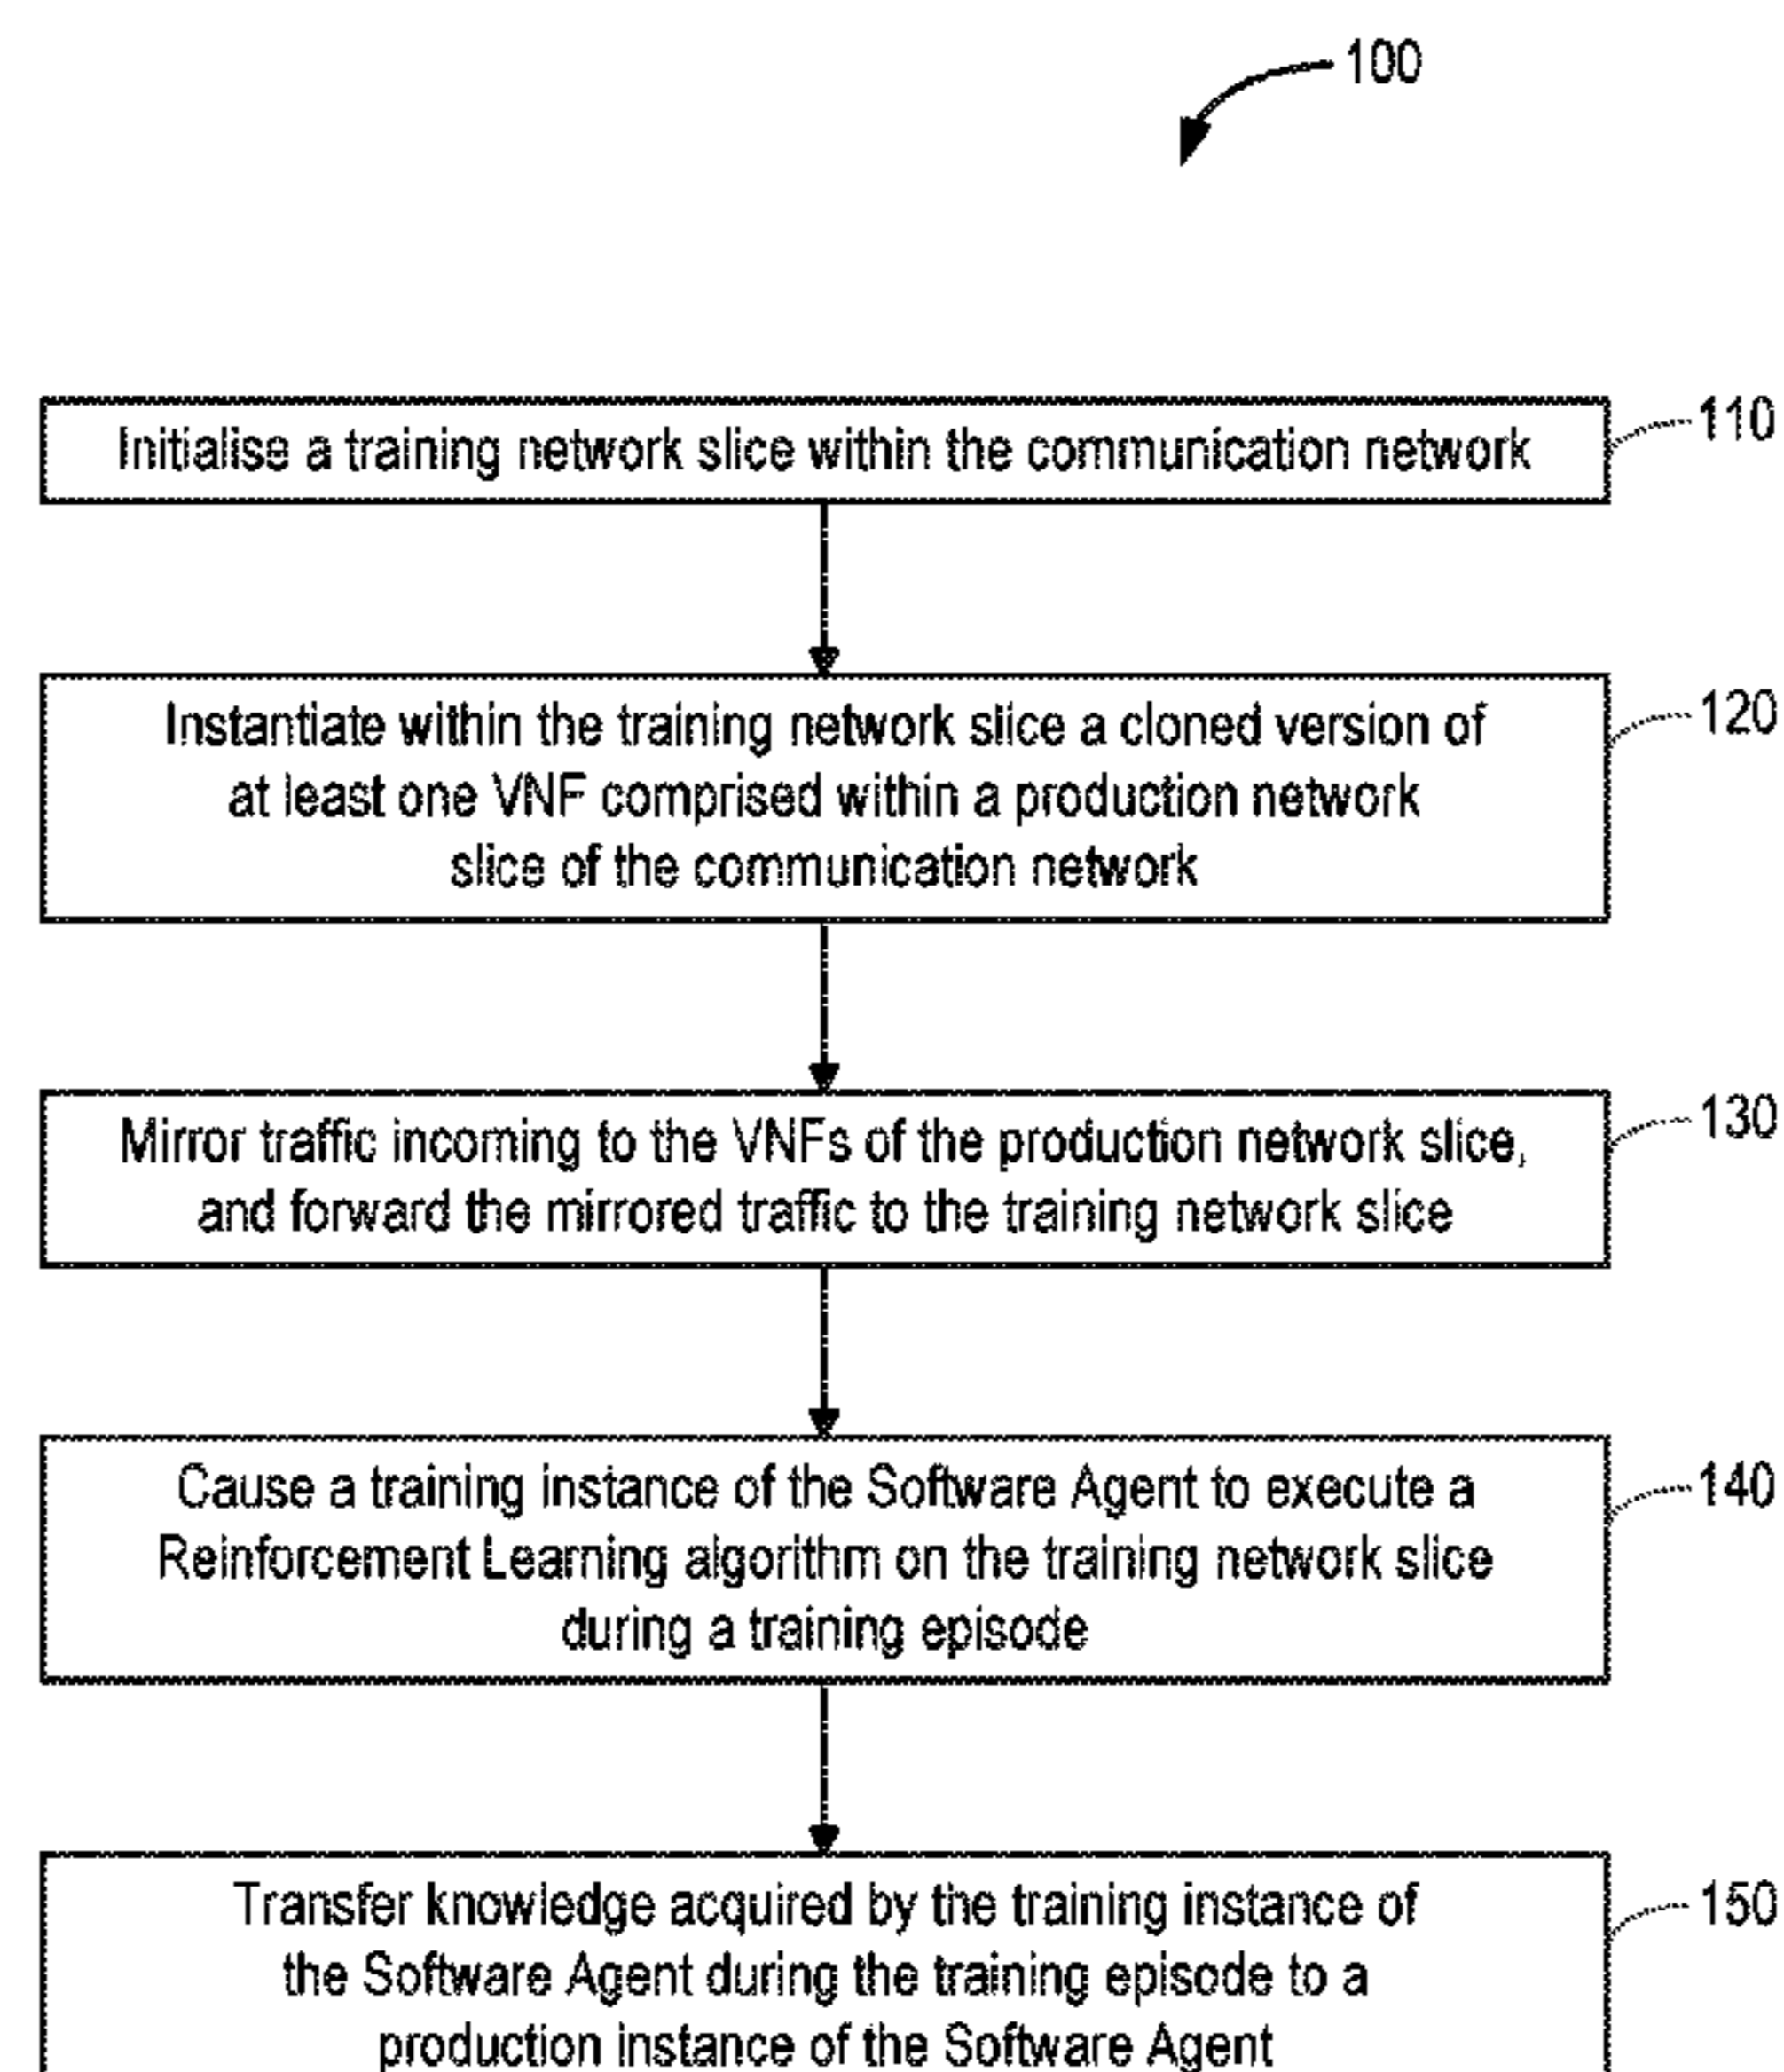 100
Initialise a training network slice within the communication network
110
Instantiate within the training network slice a cloned version of
at least one VNF comprised within a production network
slice of the communication network
120
Mirror traffic incoming to the VNFs of the production network slice,
and forward the mirrored traffic to the training network slice
130
Cause a training instance of the Software Agent to execute a
Reinforcement Learning algorithm on the training network slice
during a training episode
140
Transfer knowledge acquired by the training instance of
the Software Agent during the training episode to a
production instance of the Software Agent
150